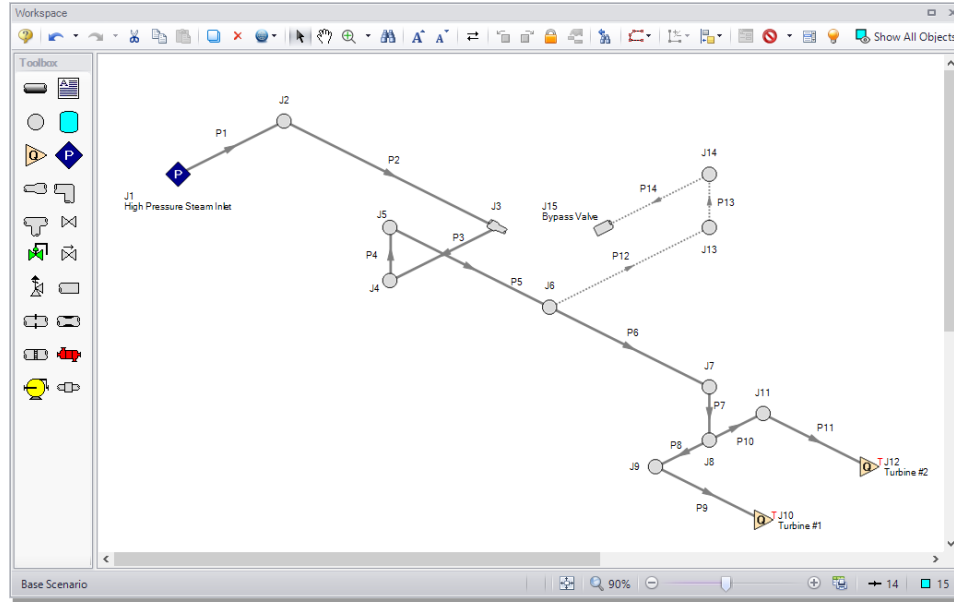 Workspace
Show All Objects
Toolbox
A
Q
P
J2
P1
P2
P
J1
High Pressure Steam Inlet
J14
P14
P13
J15
Bypass Valve
J3
J5
P3
J13
P4
P12
J4
P5
J6
P6
J7
P7
J11
P10
P11
P8
J8
J9
Q
T
J12
Turbine #2
P9
Q
T
J10
Turbine #1
Base Scenario
90%
14
15